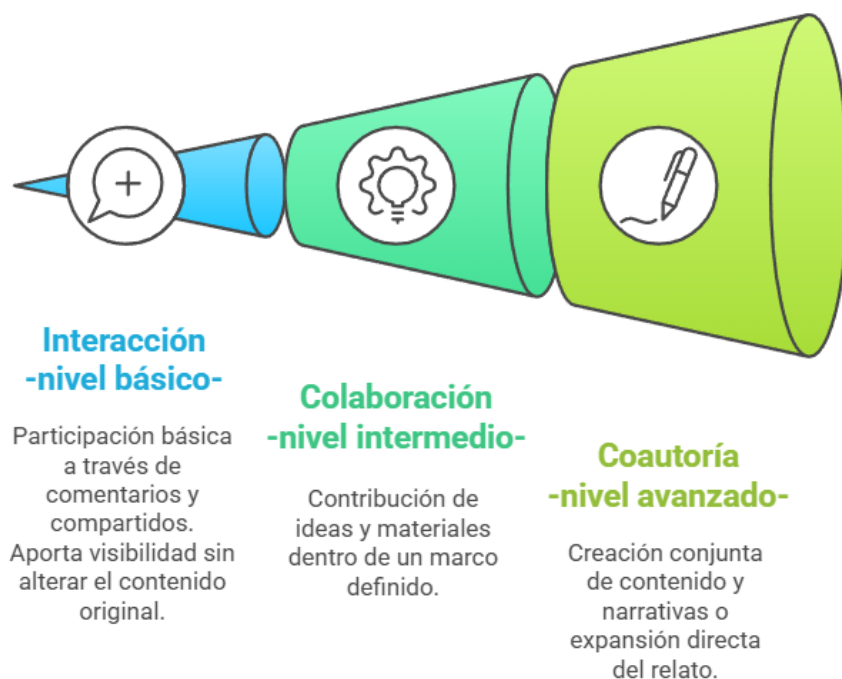 Interacción
-nivel básico-
Participación básica
a través de
comentarios y
compartidos.
Aporta visibilidad sin
alterar el contenido
original.
Colaboración
-nivel intermedio-
Contribución de
ideas y materiales
dentro de un marco
definido.
Coautoría
-nivel avanzado-
Creación conjunta
de contenido y
narrativas o
expansión directa
del relato.